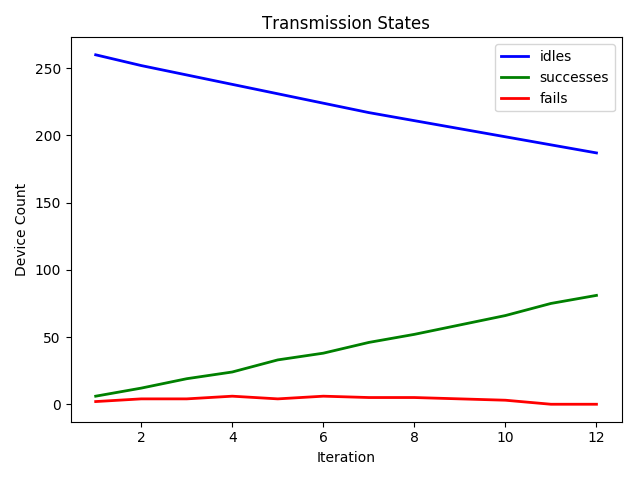 Transmission States
idles
successes
fails
Device Count
250
200
150
100
50
0
2 4 6 8 10 12
Iteration